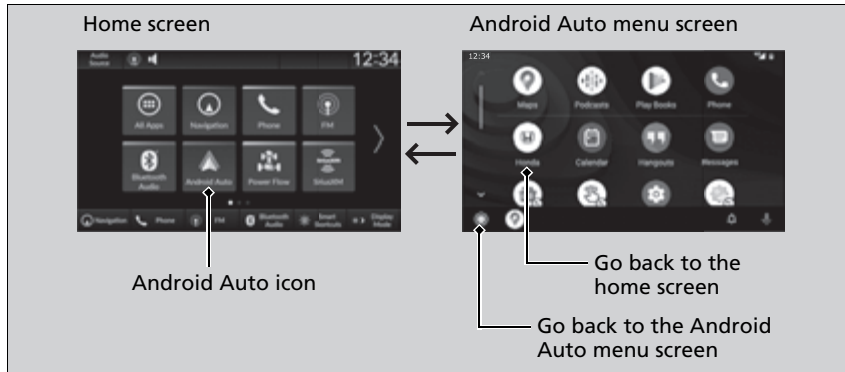 Home screen
Android Auto menu screen
Audio
Source
12:34
All Apps
Navigation
Phone
FM
Bluetooth
Audio
Android Auto
Power Flow
SiriusXM
Navigation
Phone
FM
Bluetooth
Audio
Smart
Shortcuts
Display
Mode
12:34
Maps
Podcasts
Play Books
Phone
Honda
Calendar
Hangouts
Messages
Android Auto icon
Go back to the
home screen
Go back to the Android
Auto menu screen